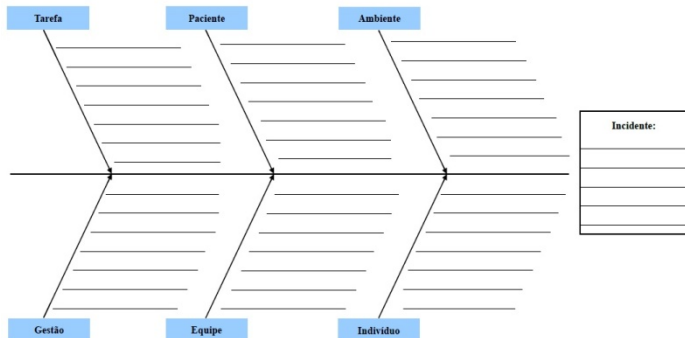 Tarefa
Paciente
Ambiente
Incidente:
Gestão
Equipe
Indivíduo